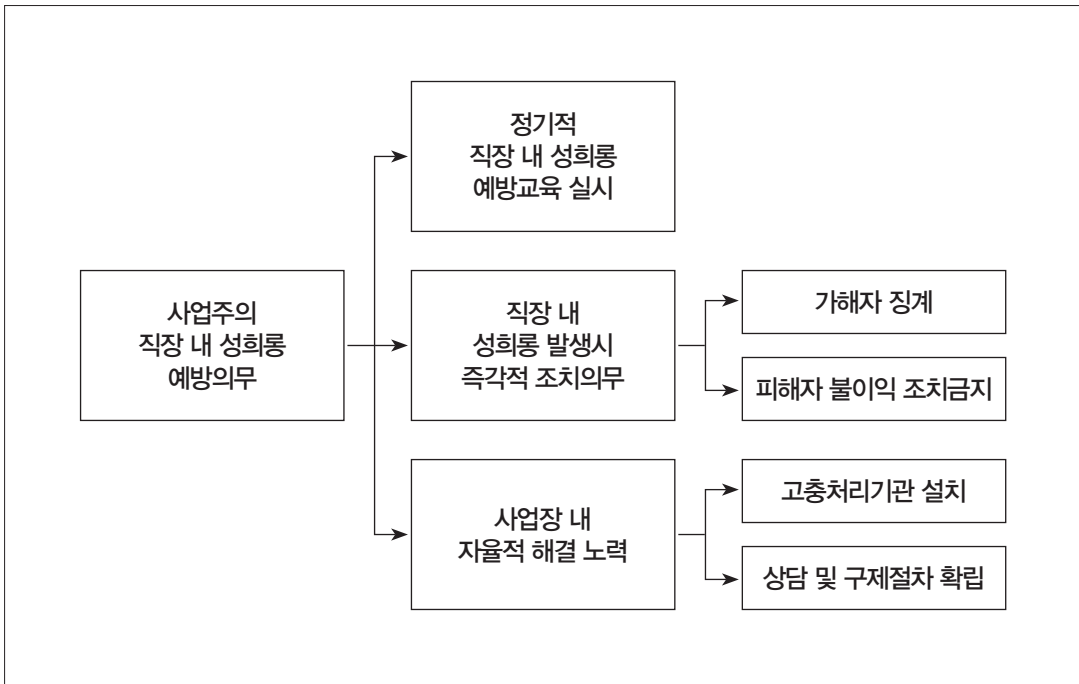 정기적
직장 내 성희롱
예방교육 실시
사업주의
직장 내 성희롱
예방의무
직장 내
성희롱 발생시
즉각적 조치의무
가해자 징계
피해자 불이익 조치금지
사업장 내
자율적 해결 노력
고충처리기관 설치
상담 및 구제절차 확립